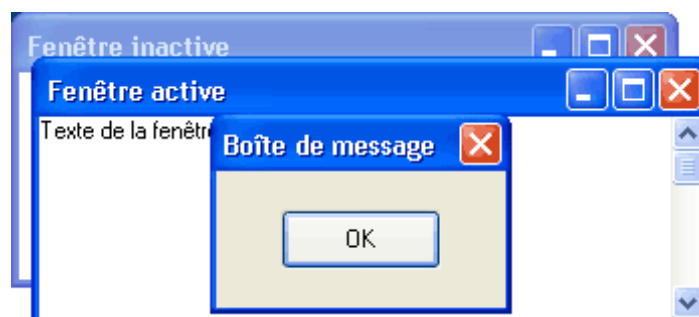 Fenêtre inactive
Fenêtre active
Texte de la fenêtr
Boîte de message
OK